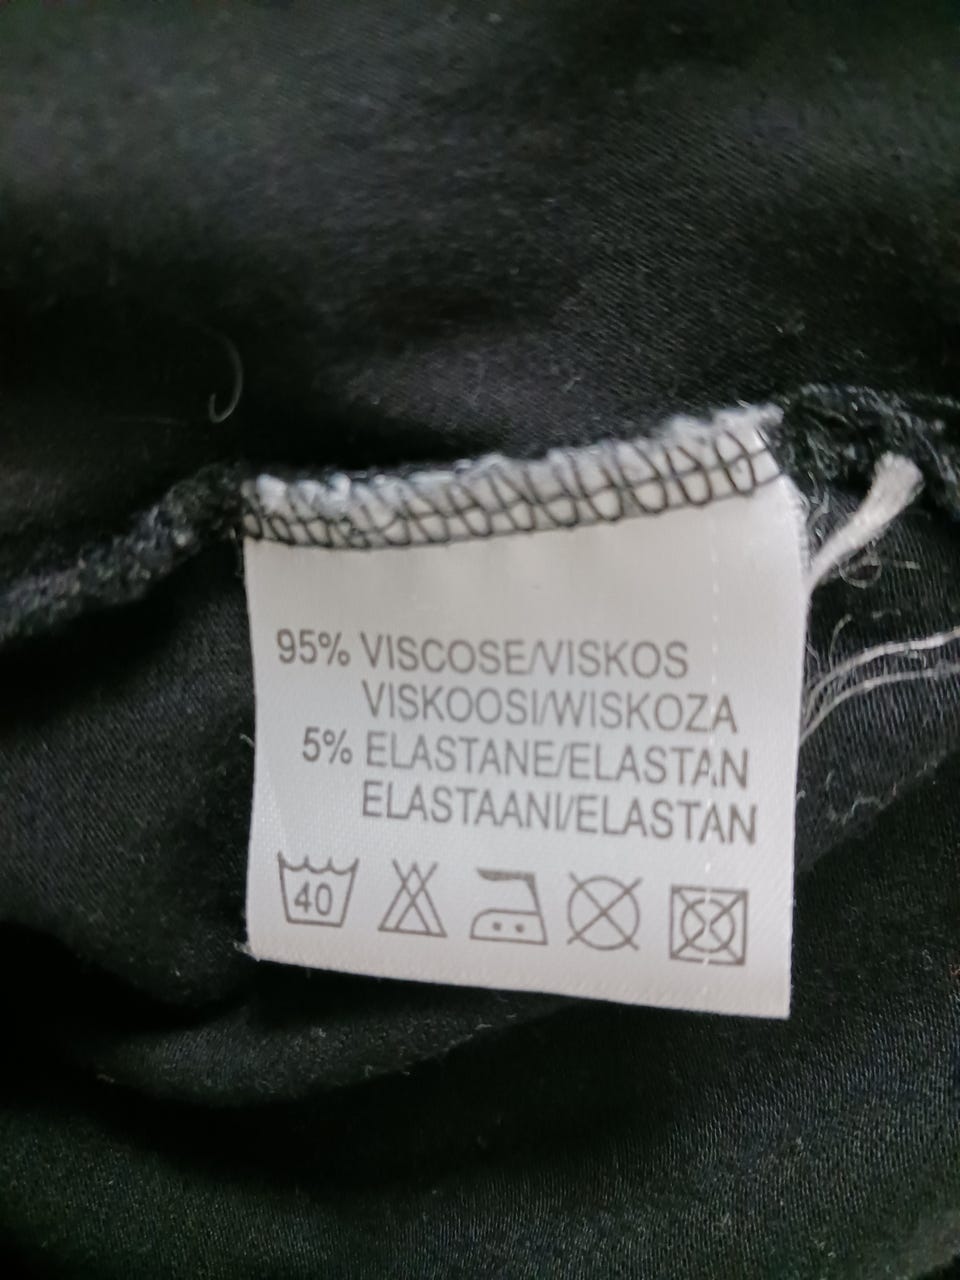 95% VISCOSE/VISKOS
VISKOOSI/WISKOZA
5% ELASTANE/ELASTAN
ELASTAANI/ELASTAN
40